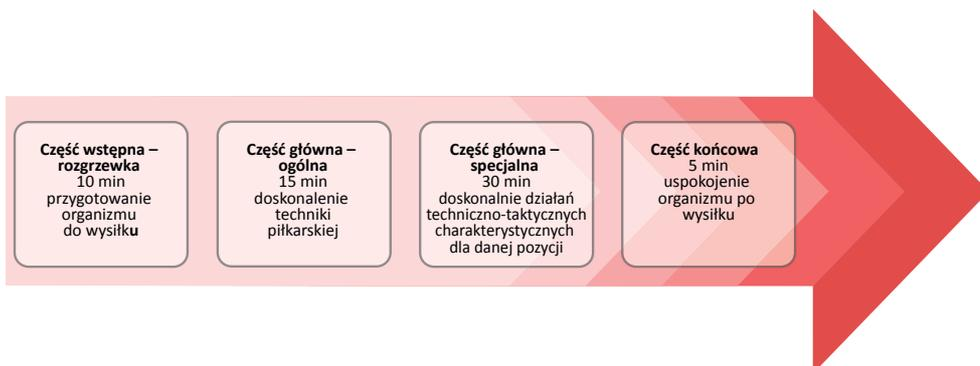 Część wstępna –
rozgrzewka
10 min
przygotowanie
organizmu
do wysiłku
Część główna –
ogólna
15 min
doskonalenie
techniki
piłkarskiej
Część główna –
specjalna
30 min
doskonalnie działań
techniczno-taktycznych
charakterystycznych
dla danej pozycji
Część końcowa
5 min
uspokojenie
organizmu po
wysiłku